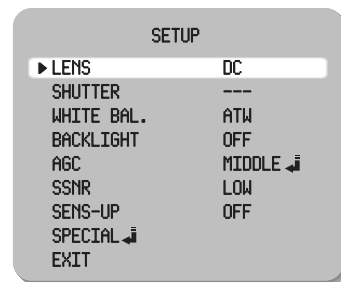 SETUP
▶ LENS DC
SHUTTER ---
WHITE BAL. ATW
BACKLIGHT OFF
AGC MIDDLE ↲
SSNR LOW
SENS-UP OFF
SPECIAL ↲
EXIT